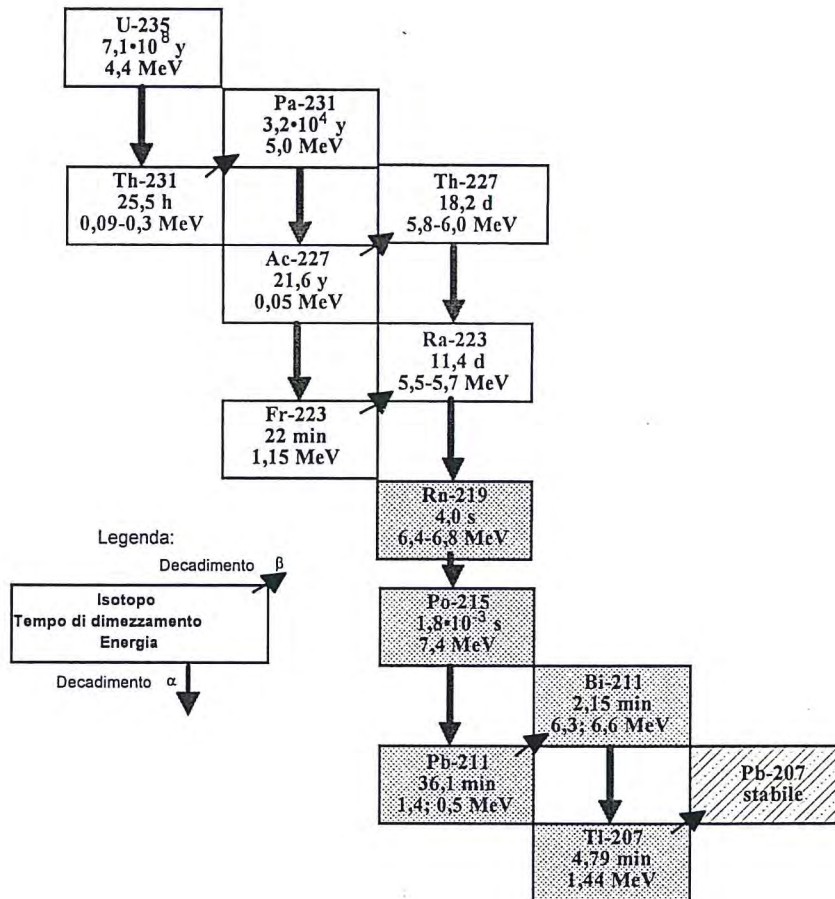 U-235
7,1•10⁸ y
4,4 MeV
Pa-231
3,2•10⁴ y
5,0 MeV
Th-231
25,5 h
0,09-0,3 MeV
Th-227
18,2 d
5,8-6,0 MeV
Ac-227
21,6 y
0,05 MeV
Ra-223
11,4 d
5,5-5,7 MeV
Fr-223
22 min
1,15 MeV
Rn-219
4,0 s
6,4-6,8 MeV
Legenda:
Decadimento β
Isotopo
Tempo di dimezzamento
Energia
Decadimento α
Po-215
1,8•10⁻³ s
7,4 MeV
Bi-211
2,15 min
6,3; 6,6 MeV
Pb-211
36,1 min
1,4; 0,5 MeV
Pb-207
stabile
Tl-207
4,79 min
1,44 MeV